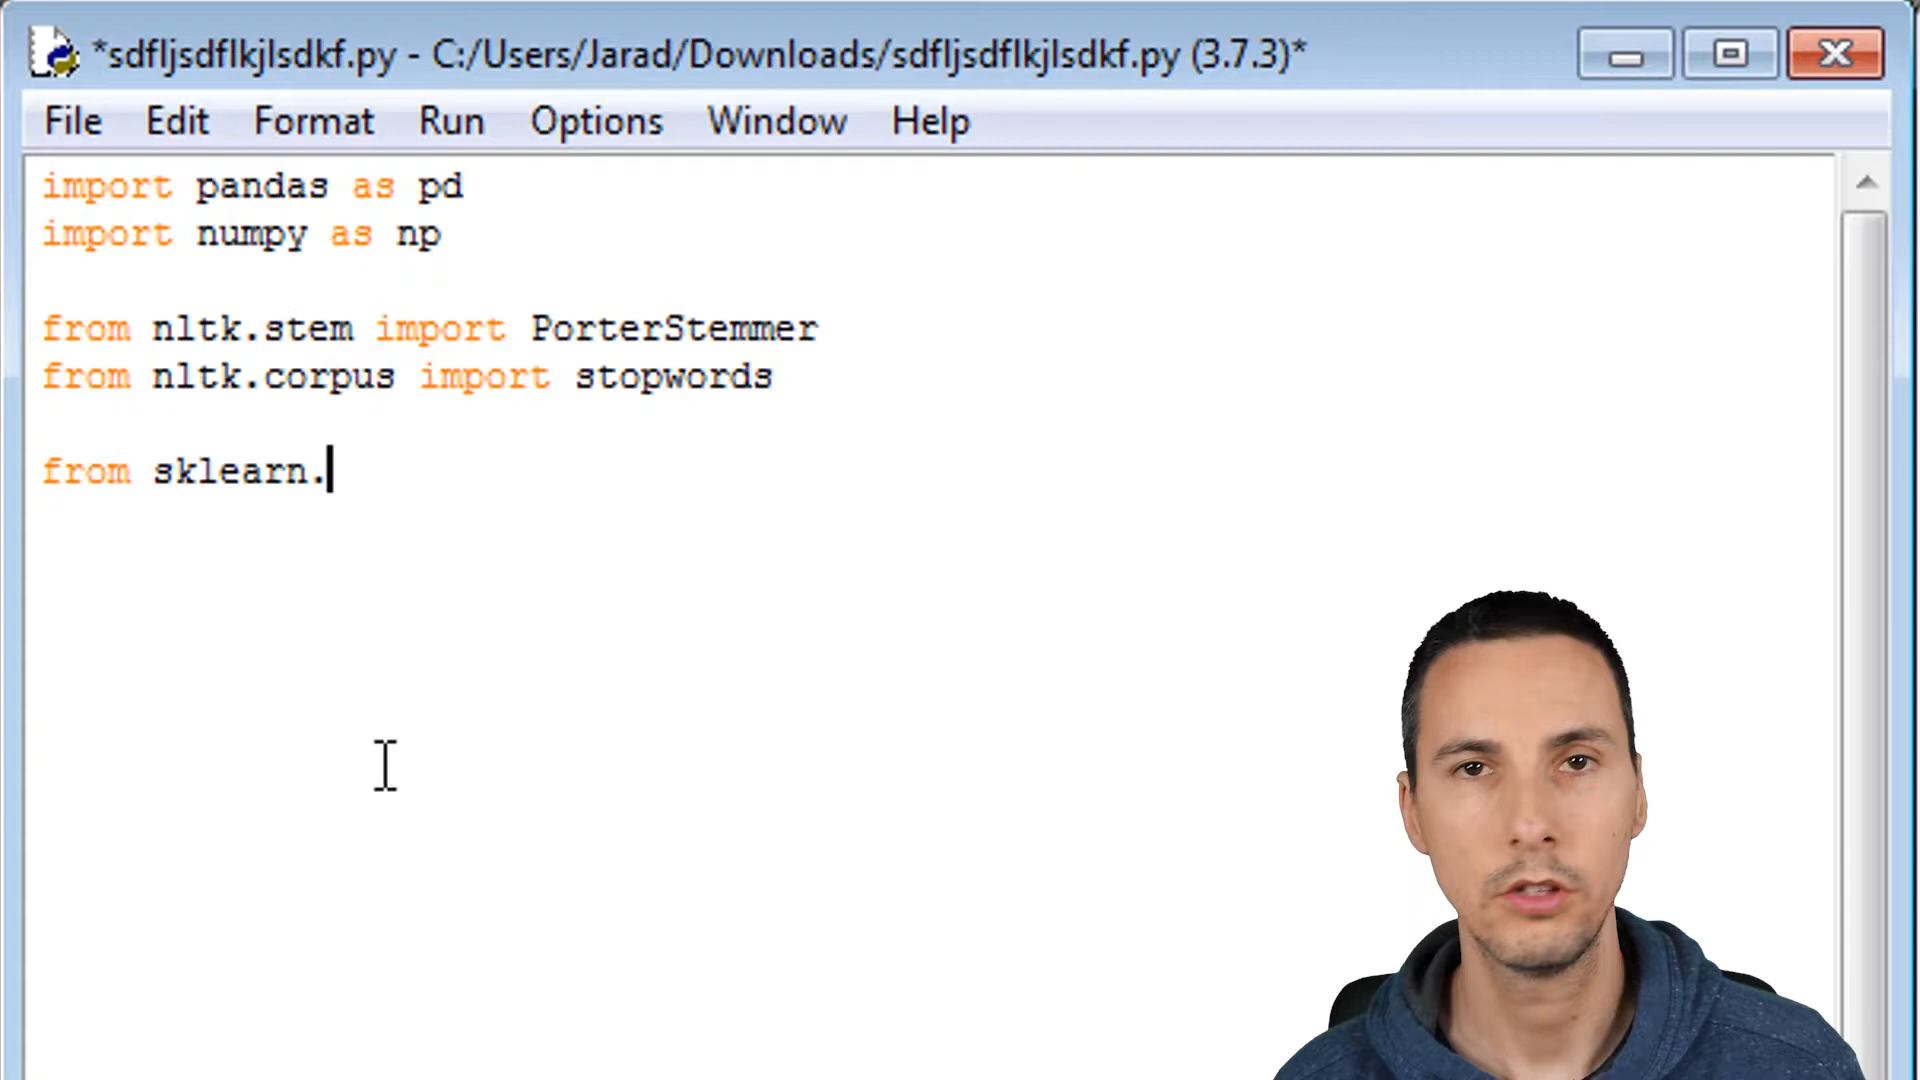 *sdfljsdflkjlsdkf.py - C:/Users/Jarad/Downloads/sdfljsdflkjlsdkf.py (3.7.3)*
File Edit Format Run Options Window Help
import pandas as pd
import numpy as np
from nltk.stem import PorterStemmer
from nltk.corpus import stopwords
from sklearn.